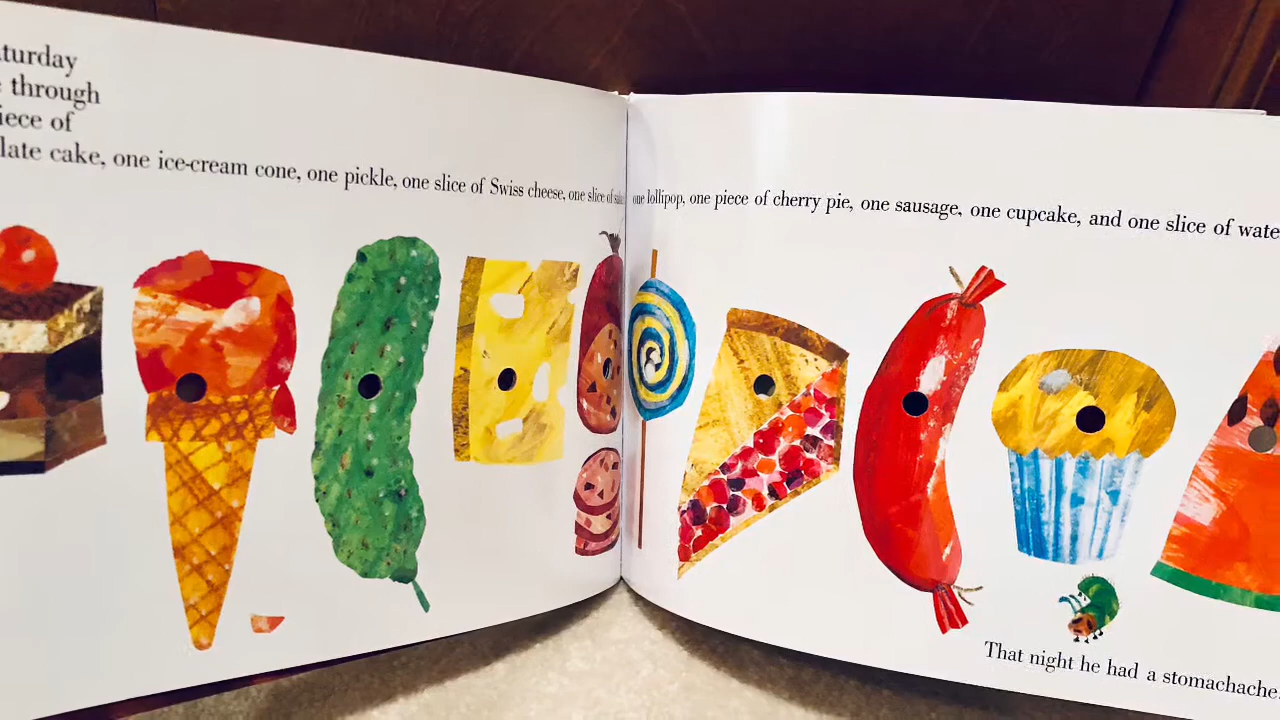 turday
through
iece of
late cake, one ice-cream cone, one pickle, one slice of Swiss cheese, one slice of
one lollipop, one piece of cherry pie, one sausage, one cupcake, and one slice of wate
That night he had a stomachache.